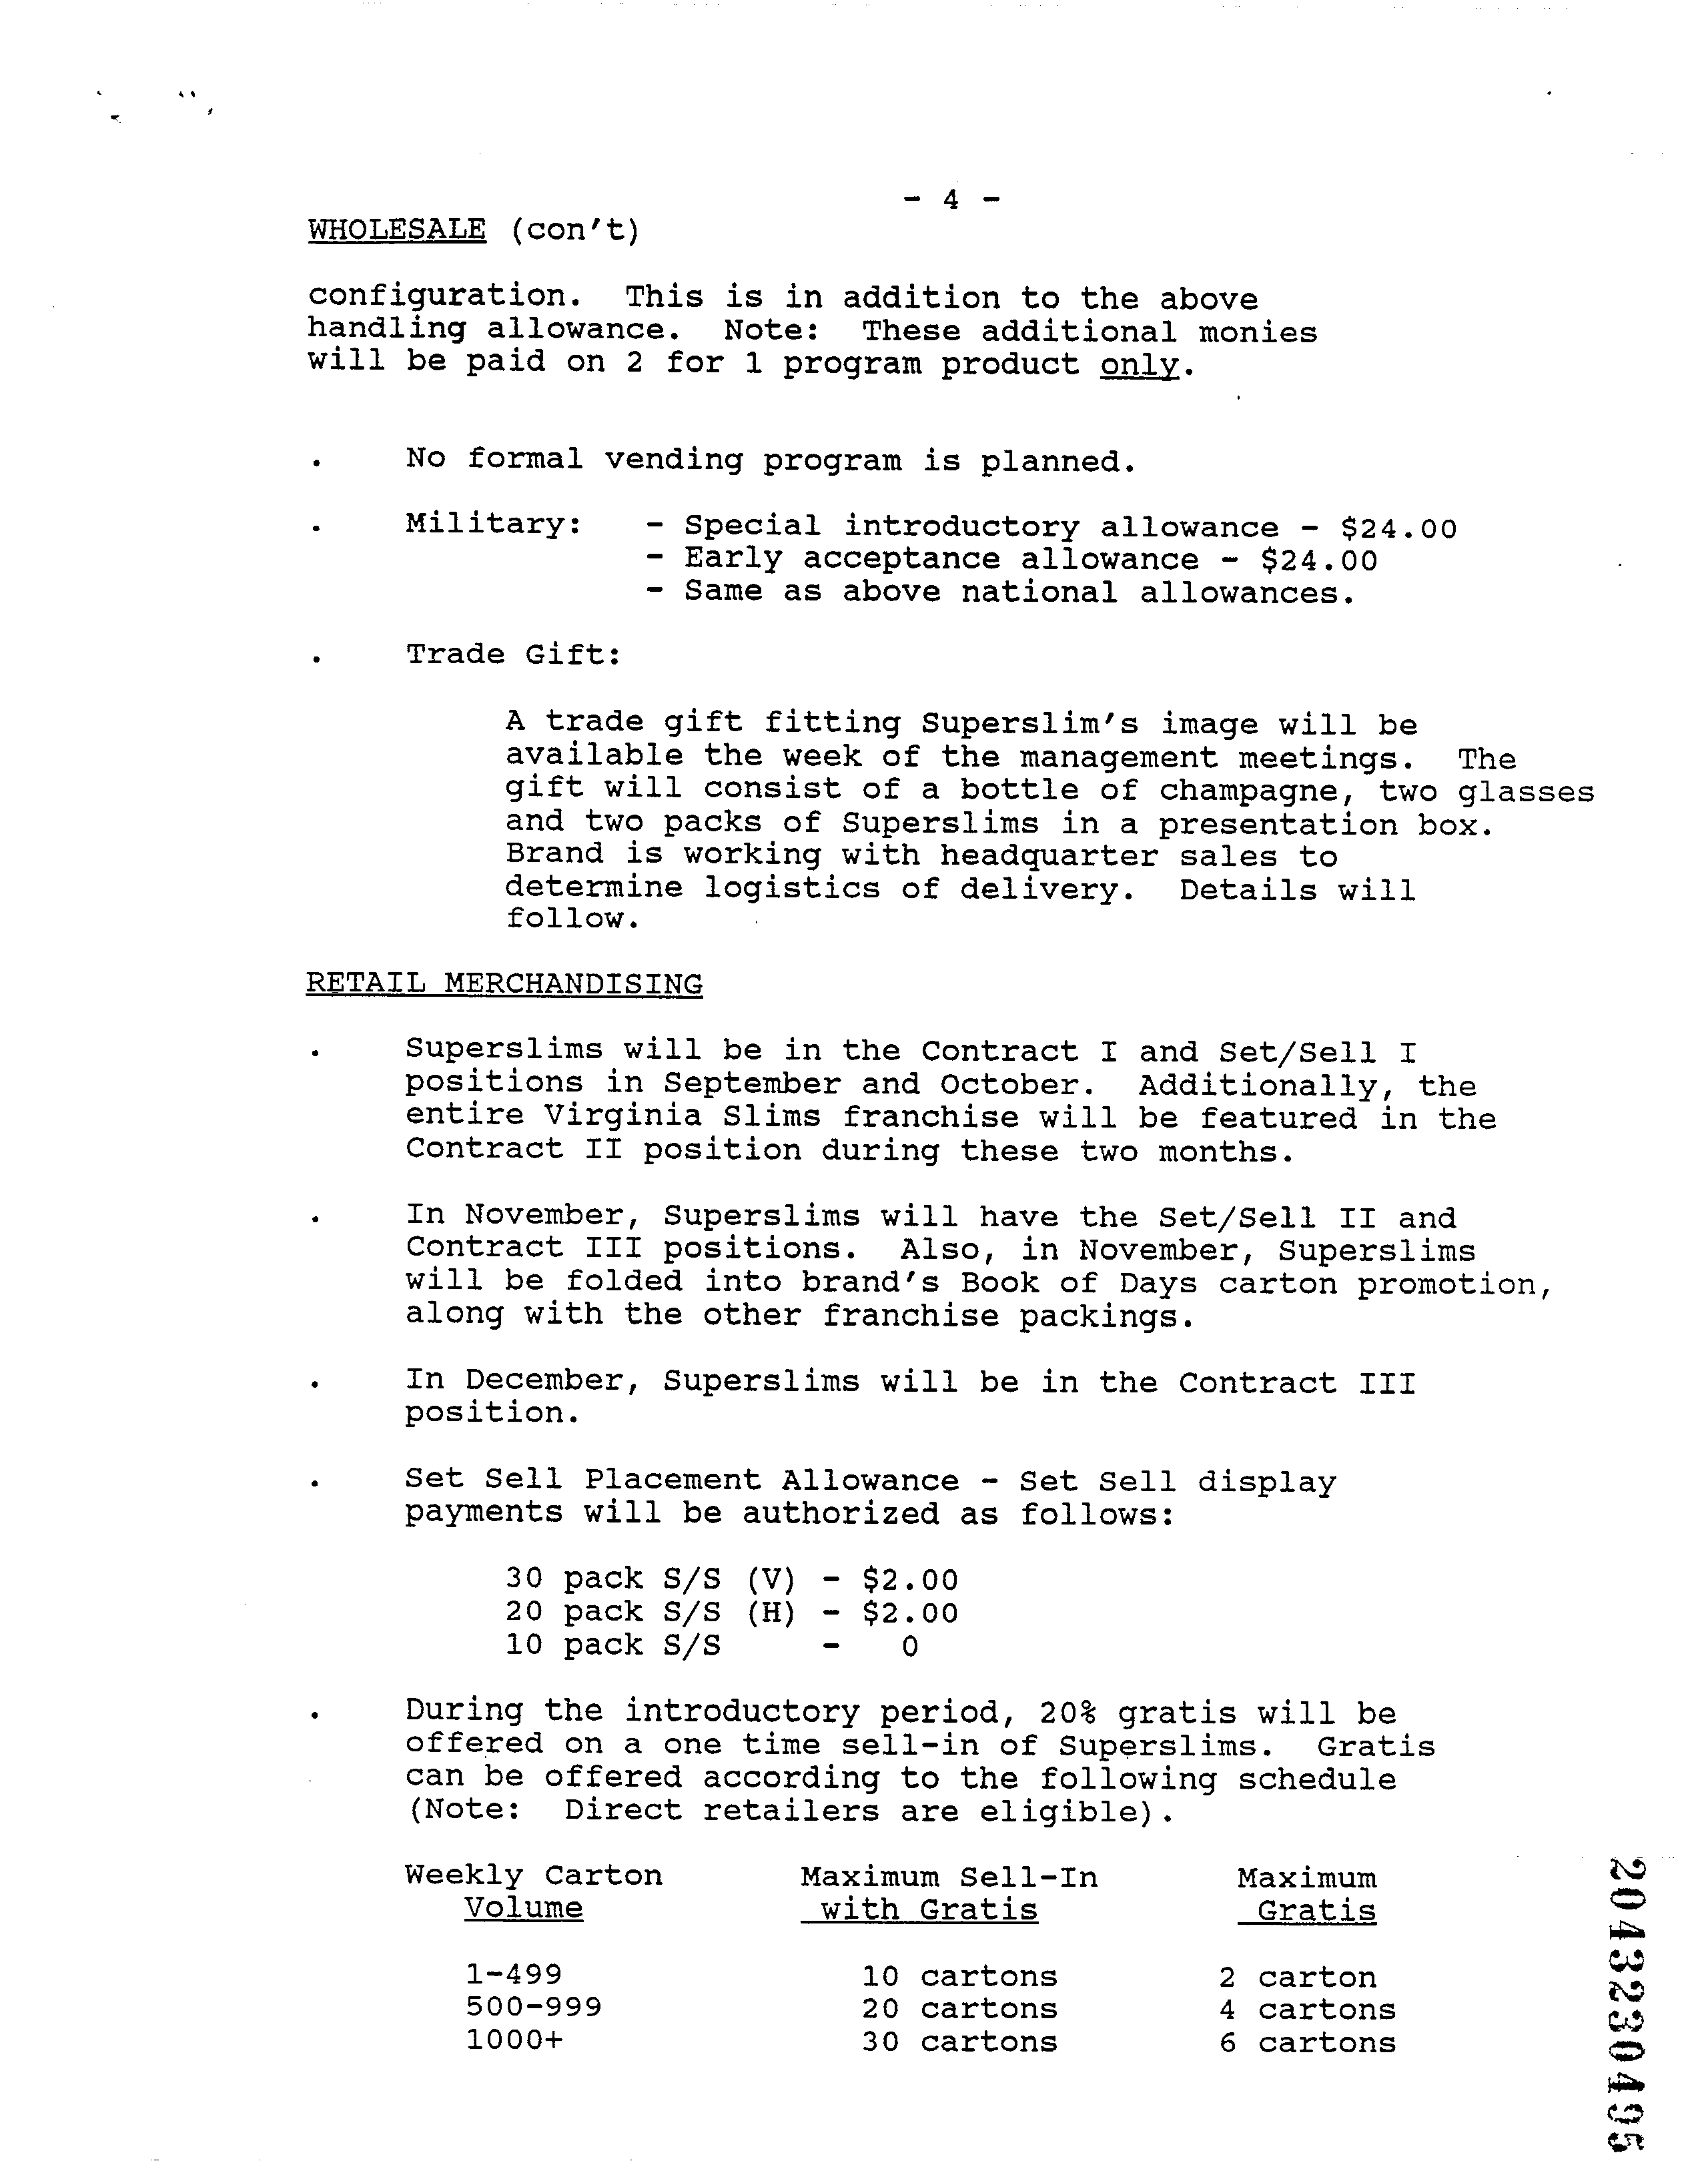 - 4 -
WHOLESALE (con't)
configuration. This is in addition to the above
handling allowance. Note: These additional monies
will be paid on 2 for 1 program product only.
. No formal vending program is planned.
. Military: - Special introductory allowance - $24.00
- Early acceptance allowance - $24.00
- Same as above national allowances.
. Trade Gift:
A trade gift fitting Superslim's image will be
available the week of the management meetings. The
gift will consist of a bottle of champagne, two glasses
and two packs of Superslims in a presentation box.
Brand is working with headquarter sales to
determine logistics of delivery. Details will
follow.
RETAIL MERCHANDISING
. Superslims will be in the Contract I and Set/Sell I
positions in September and October. Additionally, the
entire Virginia Slims franchise will be featured in the
Contract II position during these two months.
. In November, Superslims will have the Set/Sell II and
Contract III positions. Also, in November, Superslims
will be folded into brand's Book of Days carton promotion,
along with the other franchise packings.
. In December, Superslims will be in the Contract III
position.
. Set Sell Placement Allowance - Set Sell display
payments will be authorized as follows:
30 pack S/S (V) - $2.00
20 pack S/S (H) - $2.00
10 pack S/S - 0
. During the introductory period, 20% gratis will be
offered on a one time sell-in of Superslims. Gratis
can be offered according to the following schedule
(Note: Direct retailers are eligible).
Weekly Carton Maximum Sell-In Maximum
Volume with Gratis Gratis
1-499 10 cartons 2 carton
500-999 20 cartons 4 cartons
1000+ 30 cartons 6 cartons
2043230495